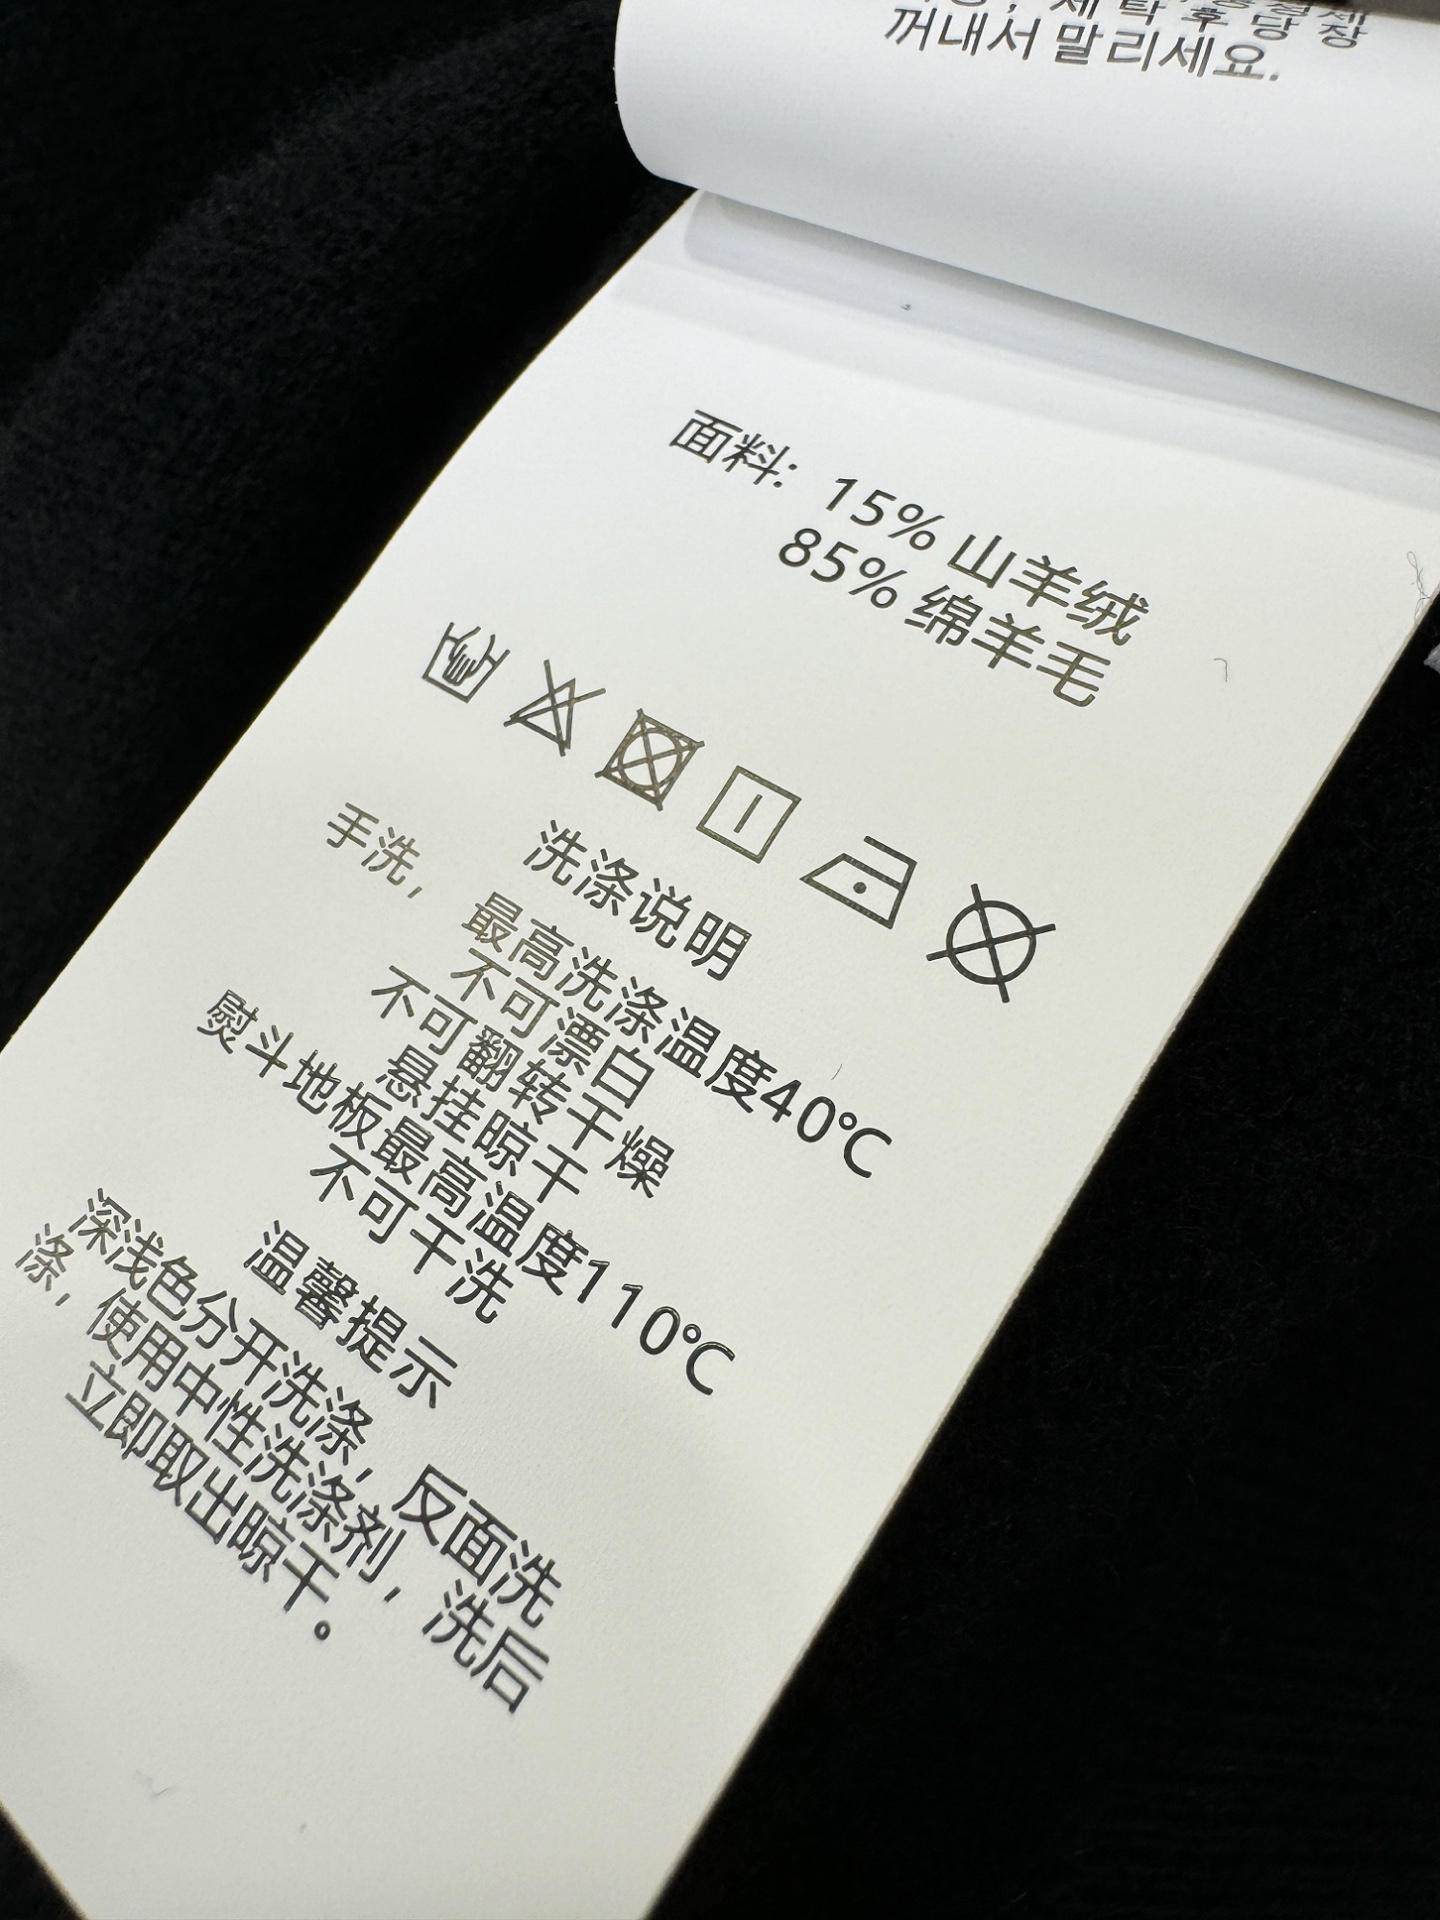 꺼내서 말리세요.
面料: 15% 山羊绒
85% 绵羊毛
洗涤说明
手洗, 最高洗涤温度40℃
不可漂白
不可翻转干燥
悬挂晾干
熨斗地板最高温度110℃
不可干洗
温馨提示
深浅色分开洗涤, 反面洗
涤, 使用中性洗涤剂, 洗后
立即取出晾干。